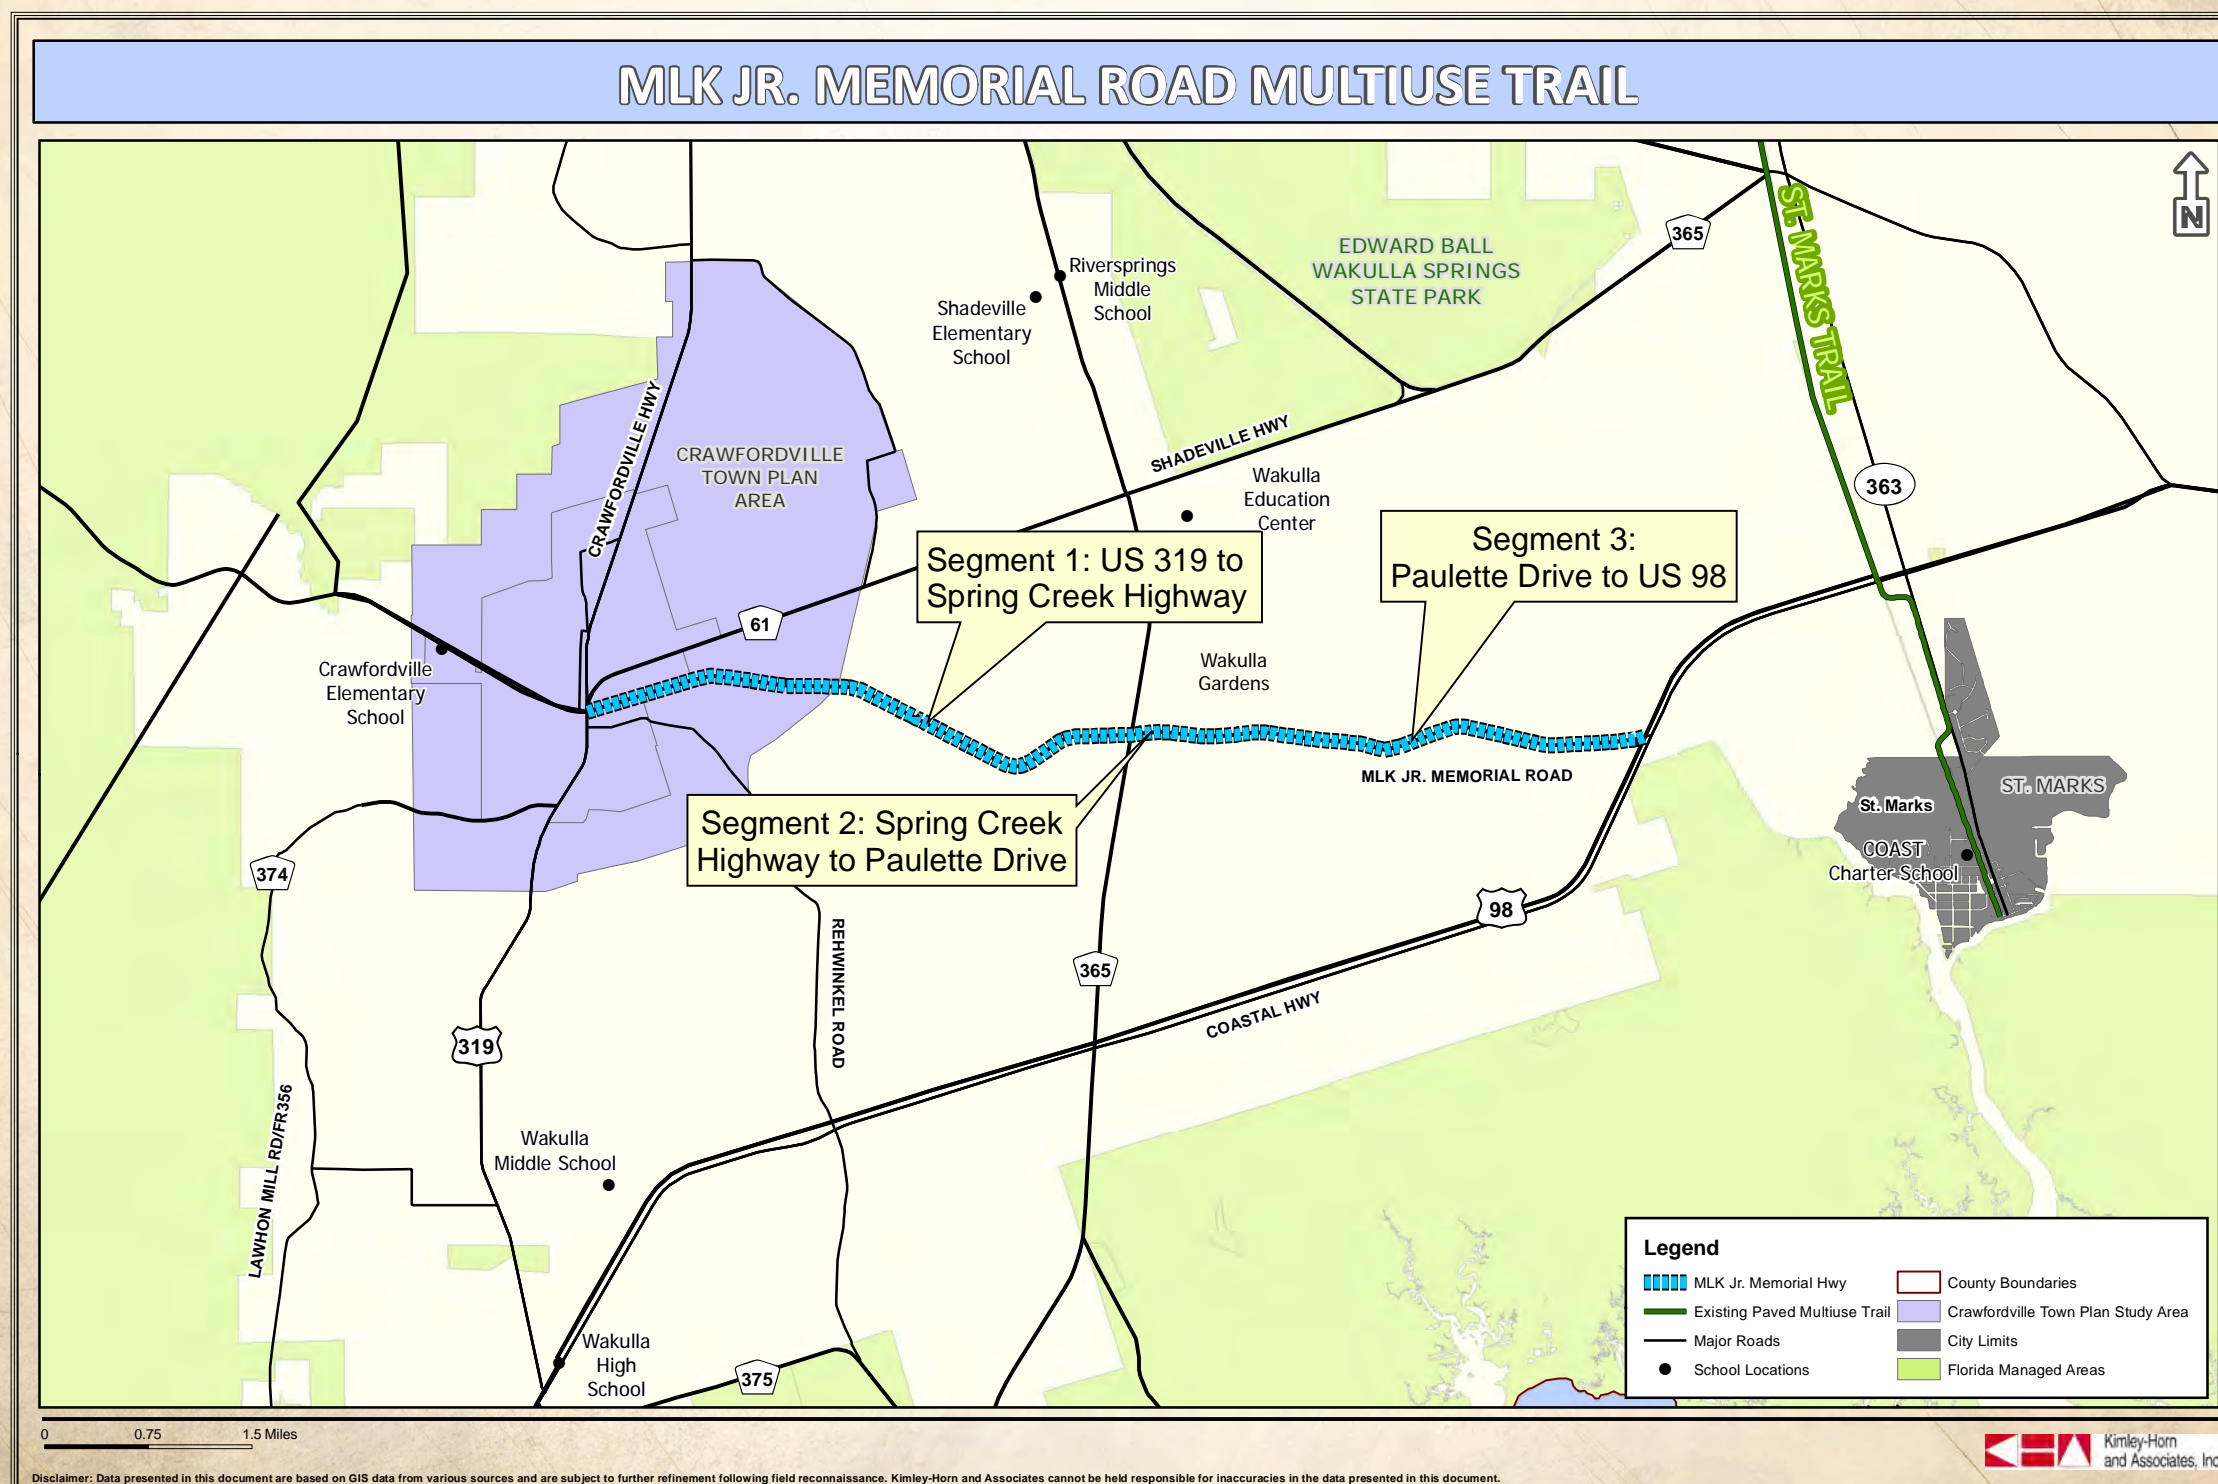 MLK JR. MEMORIAL ROAD MULTIUSE TRAIL
N
365
EDWARD BALL
WAKULLA SPRINGS
STATE PARK
ST. MARKS TRAIL
Riversprings
Middle
School
Shadeville
Elementary
School
CRAWFORDVILLE HWY
CRAWFORDVILLE
TOWN PLAN
AREA
SHADEVILLE HWY
Wakulla
Education
Center
363
Segment 1: US 319 to
Spring Creek Highway
Segment 3:
Paulette Drive to US 98
61
Crawfordville
Elementary
School
Wakulla
Gardens
MLK JR. MEMORIAL ROAD
ST. MARKS
St. Marks
COAST
Charter School
Segment 2: Spring Creek
Highway to Paulette Drive
374
98
REHWINKEL ROAD
365
COASTAL HWY
319
LAWHON MILL RD/FR356
Wakulla
Middle School
Wakulla
High
School
375
Legend
MLK Jr. Memorial Hwy
Existing Paved Multiuse Trail
Major Roads
School Locations
County Boundaries
Crawfordville Town Plan Study Area
City Limits
Florida Managed Areas
0 0.75 1.5 Miles
Kimley-Horn
and Associates, Inc
Disclaimer: Data presented in this document are based on GIS data from various sources and are subject to further refinement following field reconnaissance. Kimley-Horn and Associates cannot be held responsible for inaccuracies in the data presented in this document.